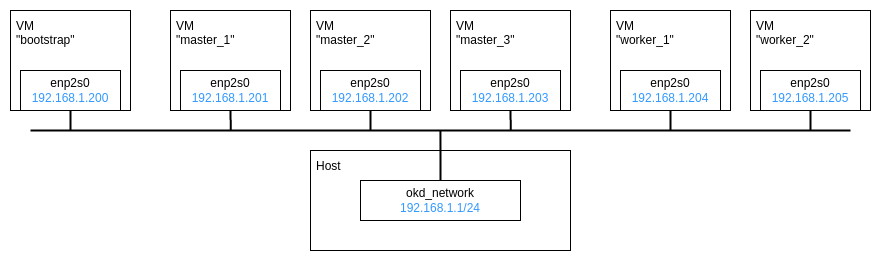 VM
"bootstrap"
enp2s0
192.168.1.200
VM
"master_1"
enp2s0
192.168.1.201
VM
"master_2"
enp2s0
192.168.1.202
VM
"master_3"
enp2s0
192.168.1.203
VM
"worker_1"
enp2s0
192.168.1.204
VM
"worker_2"
enp2s0
192.168.1.205
Host
okd_network
192.168.1.1/24